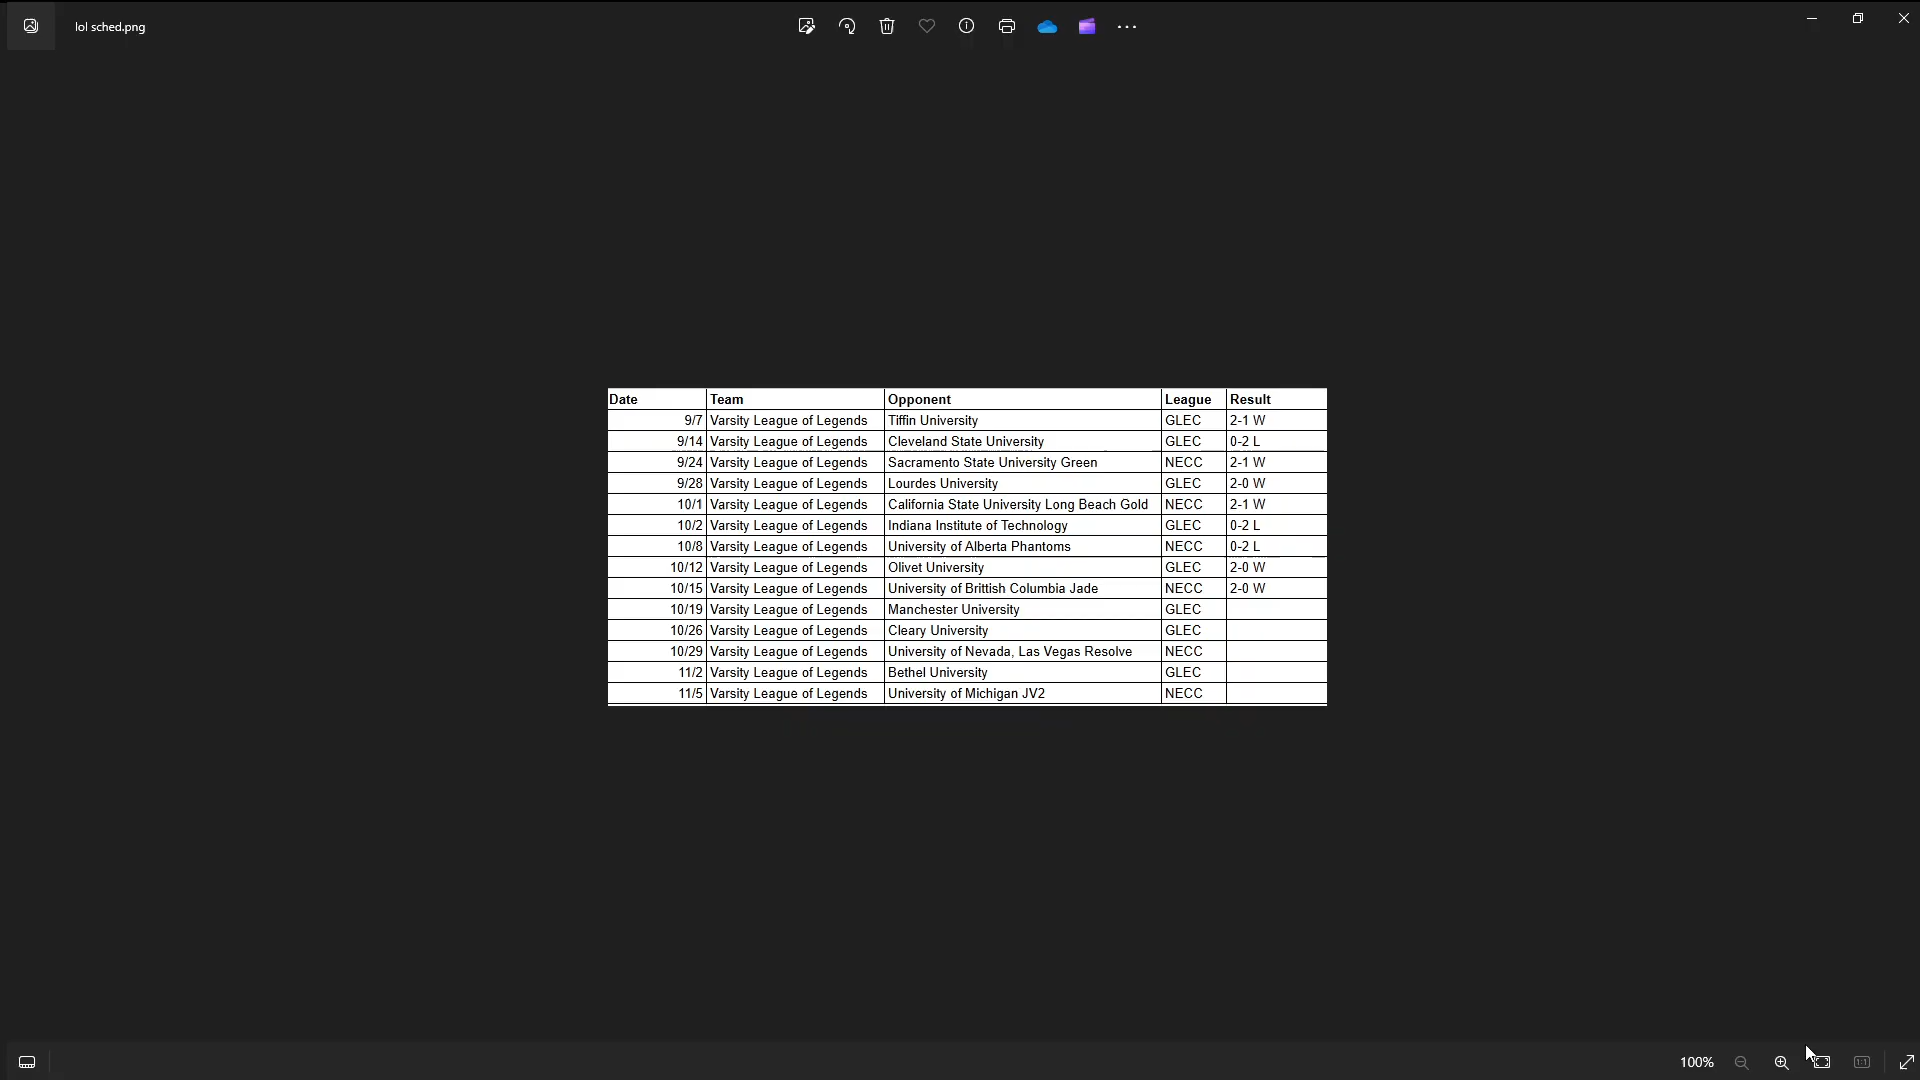 lol sched.png
Date Team Opponent League Result
9/7 Varsity League of Legends Tiffin University GLEC 2-1 W
9/14 Varsity League of Legends Cleveland State University GLEC 0-2 L
9/24 Varsity League of Legends Sacramento State University Green NECC 2-1 W
9/28 Varsity League of Legends Lourdes University GLEC 2-0 W
10/1 Varsity League of Legends California State University Long Beach Gold NECC 2-1 W
10/2 Varsity League of Legends Indiana Institute of Technology GLEC 0-2 L
10/8 Varsity League of Legends University of Alberta Phantoms NECC 0-2 L
10/12 Varsity League of Legends Olivet University GLEC 2-0 W
10/15 Varsity League of Legends University of Brittish Columbia Jade NECC 2-0 W
10/19 Varsity League of Legends Manchester University GLEC
10/26 Varsity League of Legends Cleary University GLEC
10/29 Varsity League of Legends University of Nevada, Las Vegas Resolve NECC
11/2 Varsity League of Legends Bethel University GLEC
11/5 Varsity League of Legends University of Michigan JV2 NECC
100%
1:1